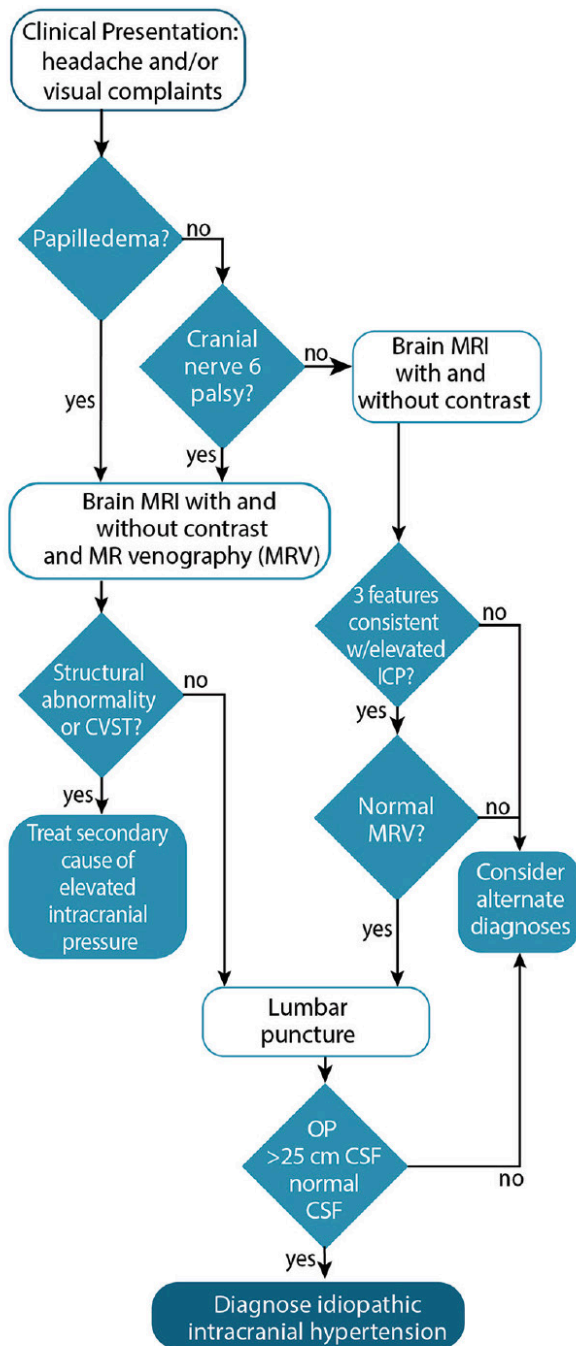 Clinical Presentation:
headache and/or
visual complaints
Papilledema?
no
yes
Cranial
nerve 6
palsy?
no
yes
Brain MRI
with and
without contrast
Brain MRI with and
without contrast
and MR venography (MRV)
3 features
consistent
w/elevated
ICP?
no
yes
Structural
abnormality
or CVST?
no
yes
Normal
MRV?
no
yes
Treat secondary
cause of
elevated
intracranial
pressure
Consider
alternate
diagnoses
Lumbar
puncture
OP
>25 cm CSF
normal
CSF
no
yes
Diagnose idiopathic
intracranial hypertension